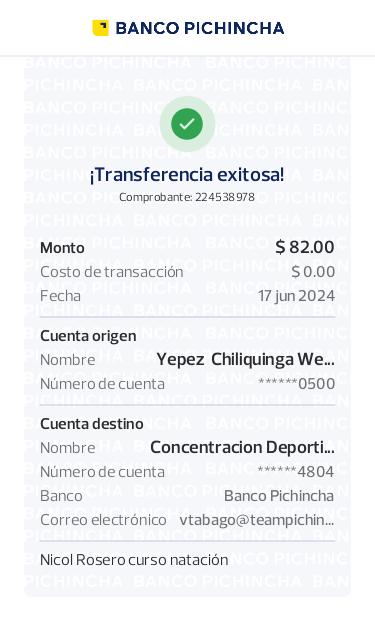 BANCO PICHINCHA
¡Transferencia exitosa!
Comprobante: 224538978
Monto $ 82.00
Costo de transacción $ 0.00
Fecha 17 jun 2024
Cuenta origen
Nombre Yepez Chiliquinga We...
Número de cuenta ******0500
Cuenta destino
Nombre Concentracion Deporti...
Número de cuenta ******4804
Banco Banco Pichincha
Correo electrónico vtabago@teampichin...
Nicol Rosero curso natación